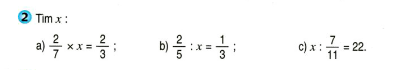 2 Tìm x :
a) 2/7 × x = 2/3 ; b) 2/5 : x = 1/3 ; c) x : 7/11 = 22.